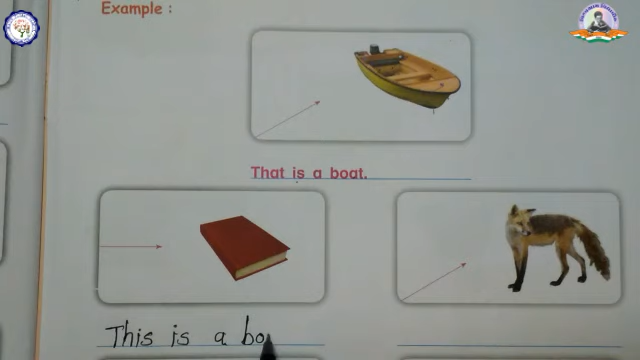 Example :
That is a boat.
This is a bo